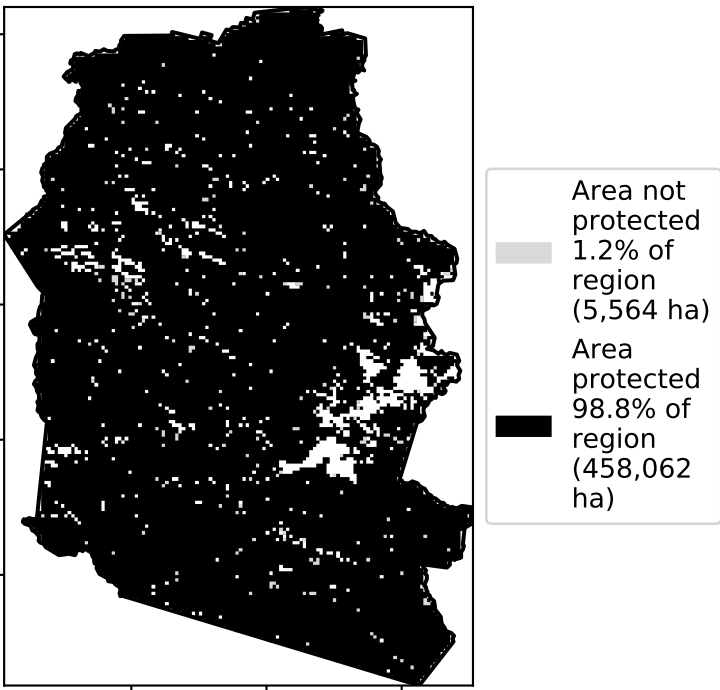 Area not
protected
1.2% of
region
(5,564 ha)
Area
protected
98.8% of
region
(458,062
ha)